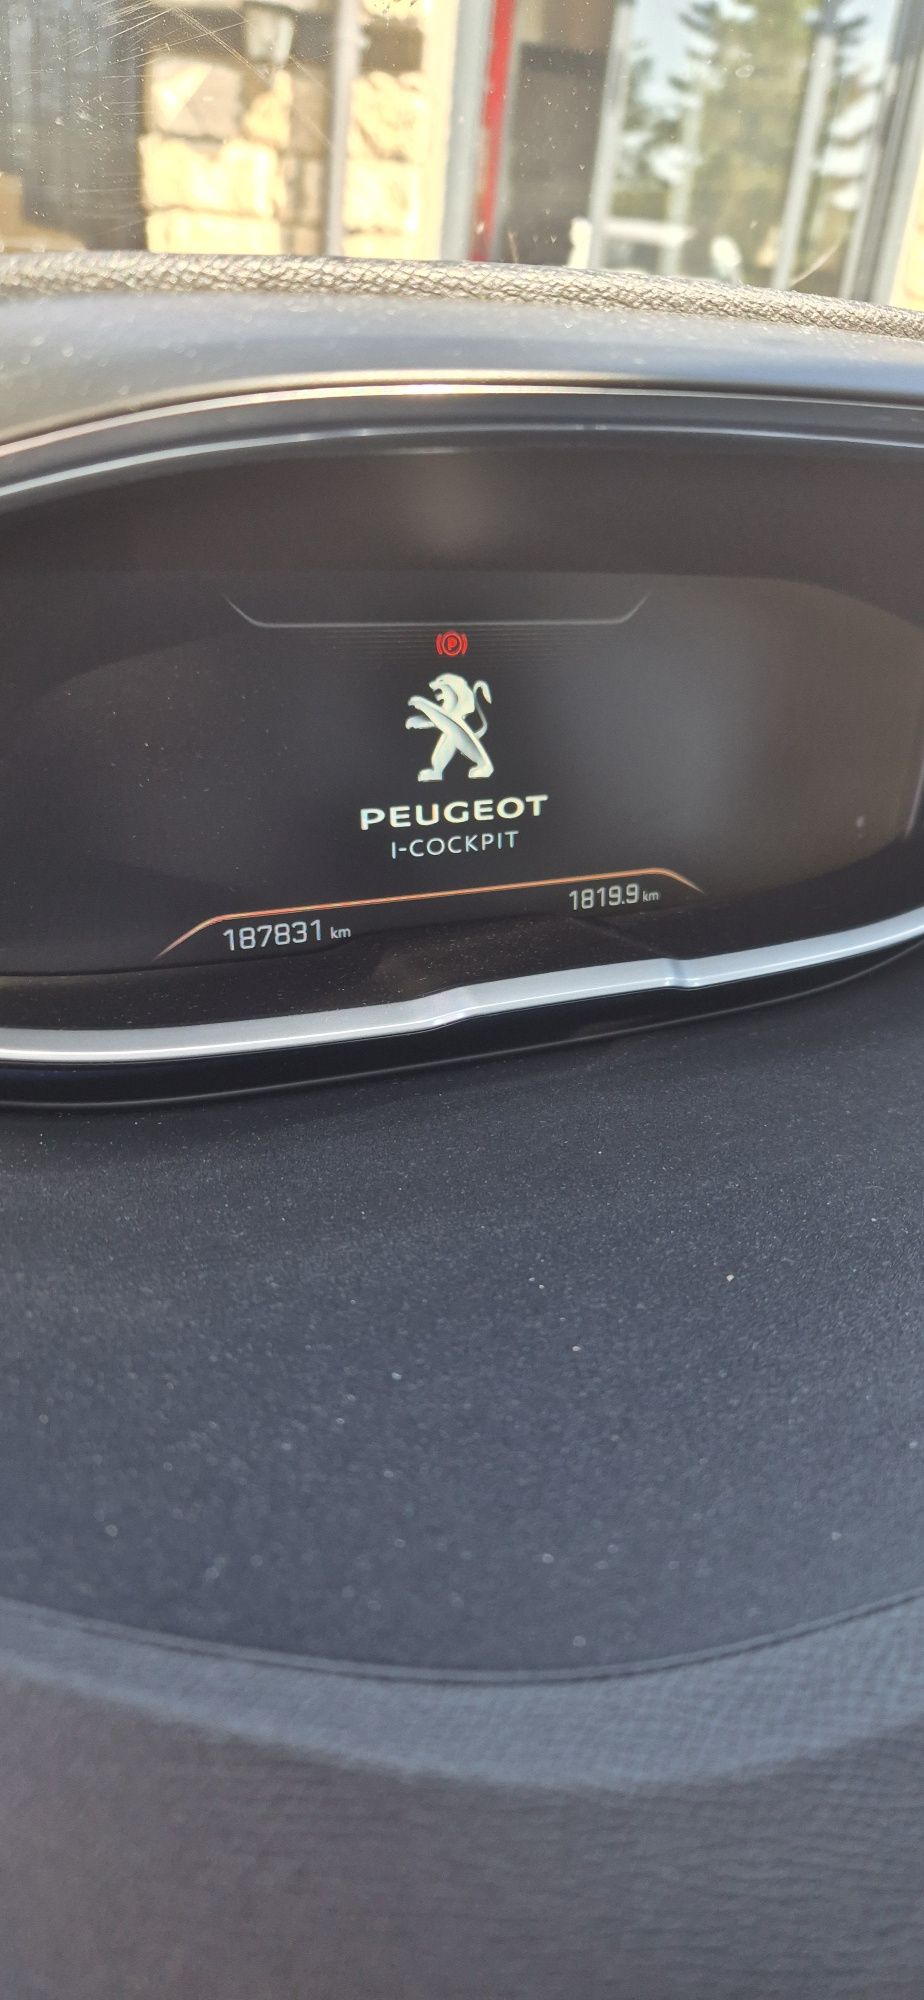 P
PEUGEOT
I-COCKPIT
187831 km
1819.9 km